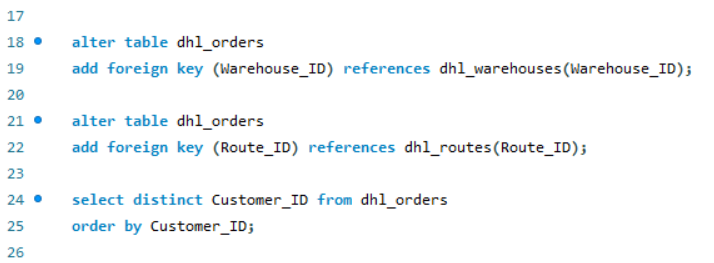 17
18 alter table dhl_orders
19 add foreign key (Warehouse_ID) references dhl_warehouses(Warehouse_ID);
20
21 alter table dhl_orders
22 add foreign key (Route_ID) references dhl_routes(Route_ID);
23
24 select distinct Customer_ID from dhl_orders
25 order by Customer_ID;
26